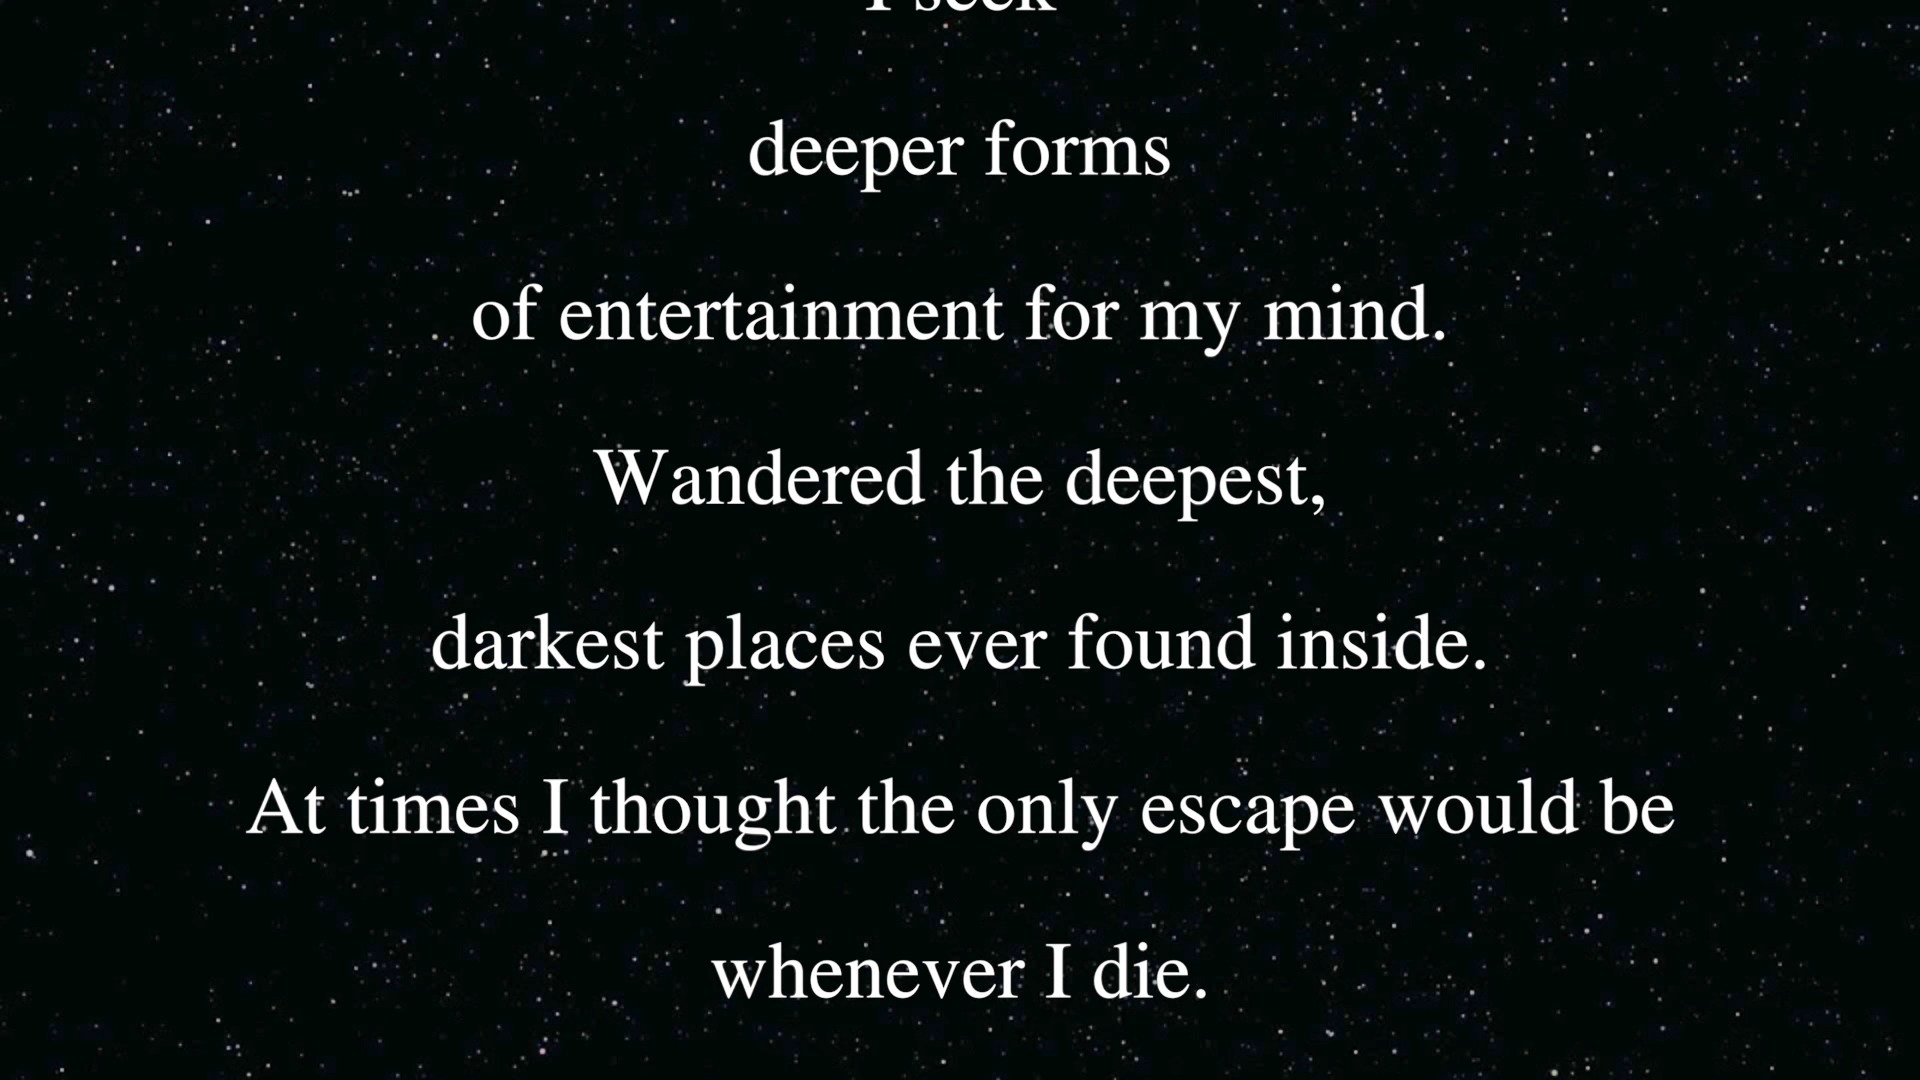 I seek
deeper forms
of entertainment for my mind.
Wandered the deepest,
darkest places ever found inside.
At times I thought the only escape would be
whenever I die.